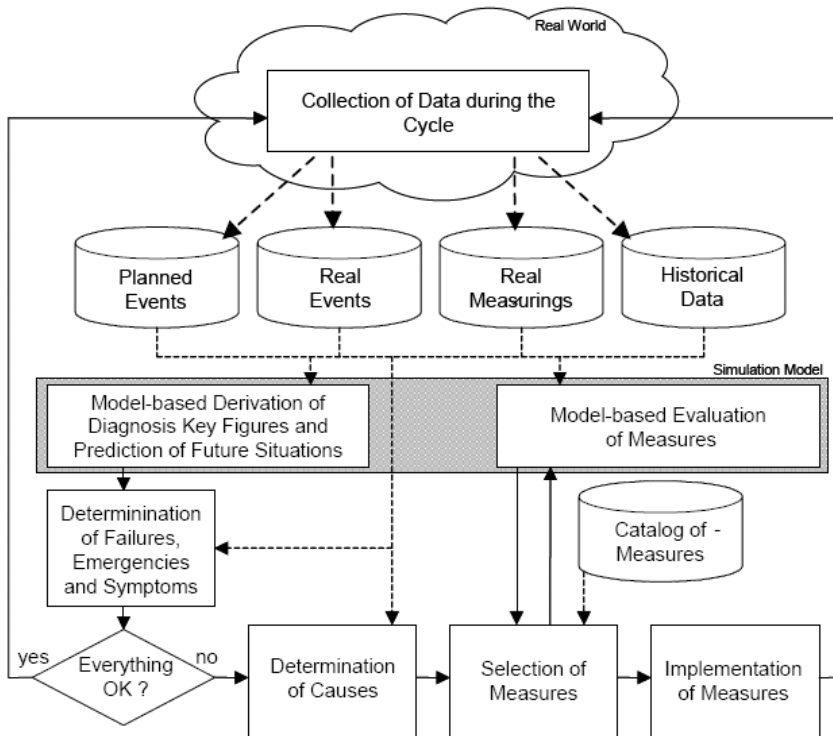 Real World
Collection of Data during the
Cycle
Planned
Events
Real
Events
Real
Measurings
Historical
Data
Simulation Model
Model-based Derivation of
Diagnosis Key Figures and
Prediction of Future Situations
Model-based Evaluation
of Measures
Determinination
of Failures,
Emergencies
and Symptoms
Catalog of -
Measures
yes
Everything
OK ?
no
Determination
of Causes
Selection of
Measures
Implementation
of Measures